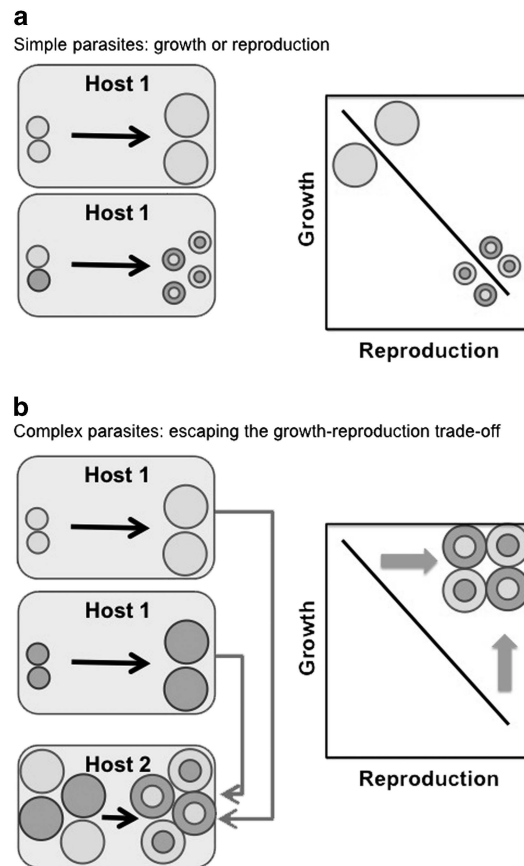 a
Simple parasites: growth or reproduction
Host 1
Host 1
Growth
Reproduction
b
Complex parasites: escaping the growth-reproduction trade-off
Host 1
Host 1
Host 2
Growth
Reproduction